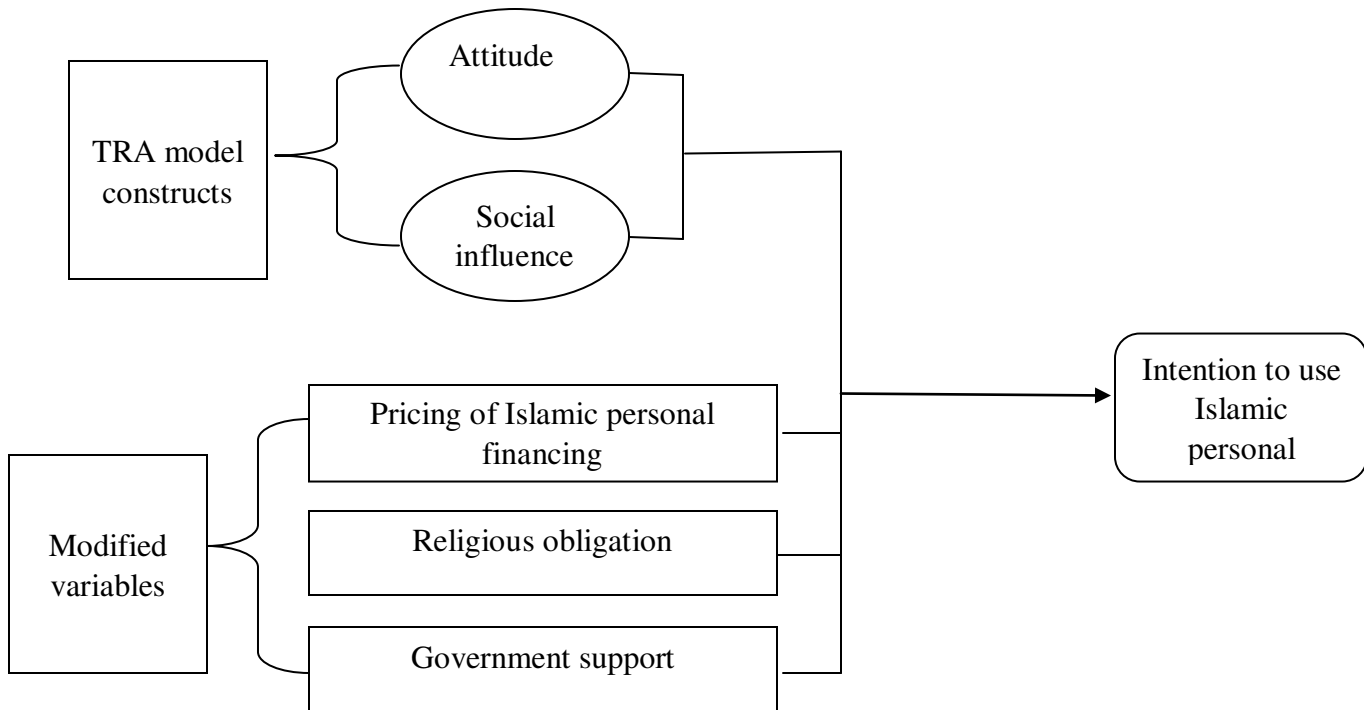 Attitude
TRA model
constructs
Social
influence
Pricing of Islamic personal
financing
Intention to use
Islamic
personal
Modified
variables
Religious obligation
Government support